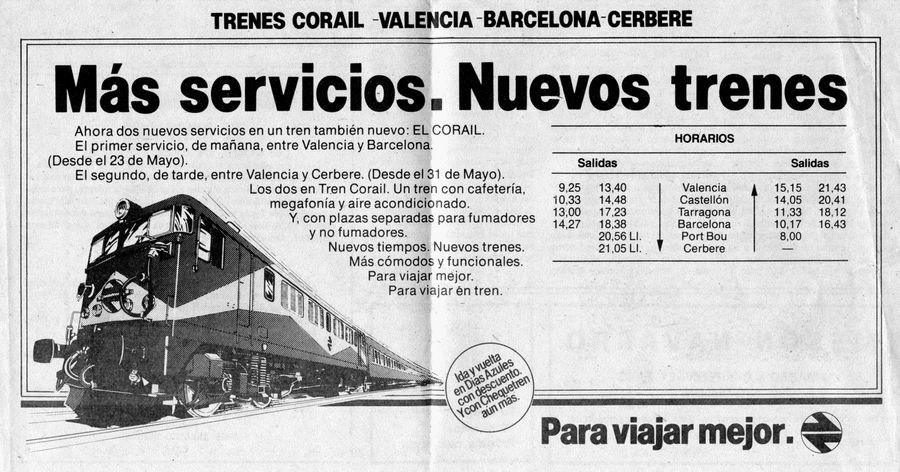 TRENES CORAIL -VALENCIA-BARCELONA-CERBERE
Más servicios. Nuevos trenes
Ahora dos nuevos servicios en un tren también nuevo: EL CORAIL.
El primer servicio, de mañana, entre Valencia y Barcelona.
(Desde el 23 de Mayo).
El segundo, de tarde, entre Valencia y Cerbere. (Desde el 31 de Mayo).
Los dos en Tren Corail. Un tren con cafetería,
megafonía y aire acondicionado.
Y, con plazas separadas para fumadores
y no fumadores.
Nuevos tiempos. Nuevos trenes.
Más cómodos y funcionales.
Para viajar mejor.
Para viajar en tren.
HORARIOS
Salidas Salidas
9,25 13,40 Valencia 15,15 21,43
10,33 14,48 Castellón 14,05 20,41
13,00 17,23 Tarragona 11,33 18,12
14,27 18,38 Barcelona 10,17 16,43
20,56 Ll. Port Bou 8,00
21,05 Ll. Cerbere —
Ida y vuelta
en Días Azules
con descuento.
Y con Chequetren
aún más.
Para viajar mejor.